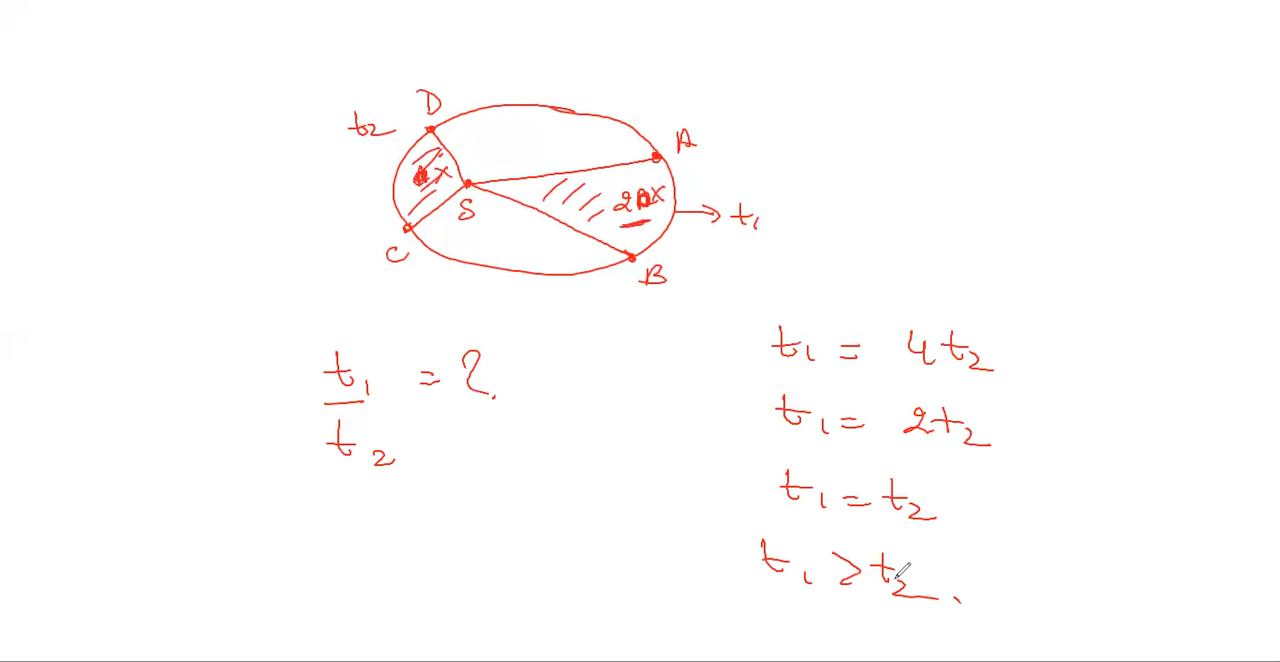 D
t2
A
x
2x
S
t1
C
B
t1 = 4t2
t1/t2 = ?
t1 = 2t2
t1 = t2
t1 > t2.